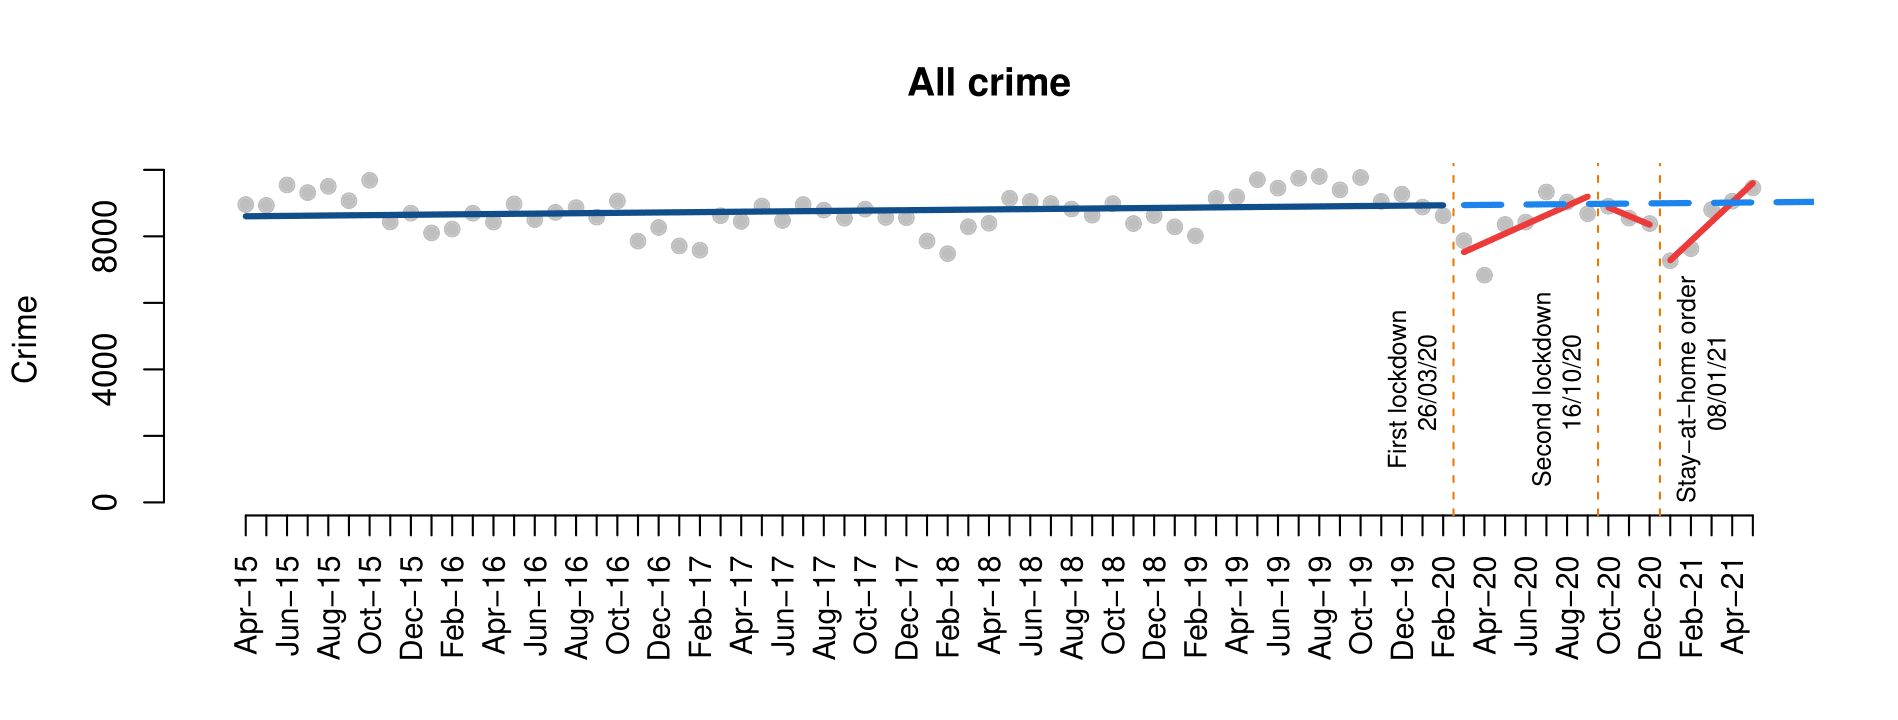 All crime
Crime
0
4000
8000
First lockdown
26/03/20
Second lockdown
16/10/20
Stay−at−home order
08/01/21
Apr−15
Jun−15
Aug−15
Oct−15
Dec−15
Feb−16
Apr−16
Jun−16
Aug−16
Oct−16
Dec−16
Feb−17
Apr−17
Jun−17
Aug−17
Oct−17
Dec−17
Feb−18
Apr−18
Jun−18
Aug−18
Oct−18
Dec−18
Feb−19
Apr−19
Jun−19
Aug−19
Oct−19
Dec−19
Feb−20
Apr−20
Jun−20
Aug−20
Oct−20
Dec−20
Feb−21
Apr−21